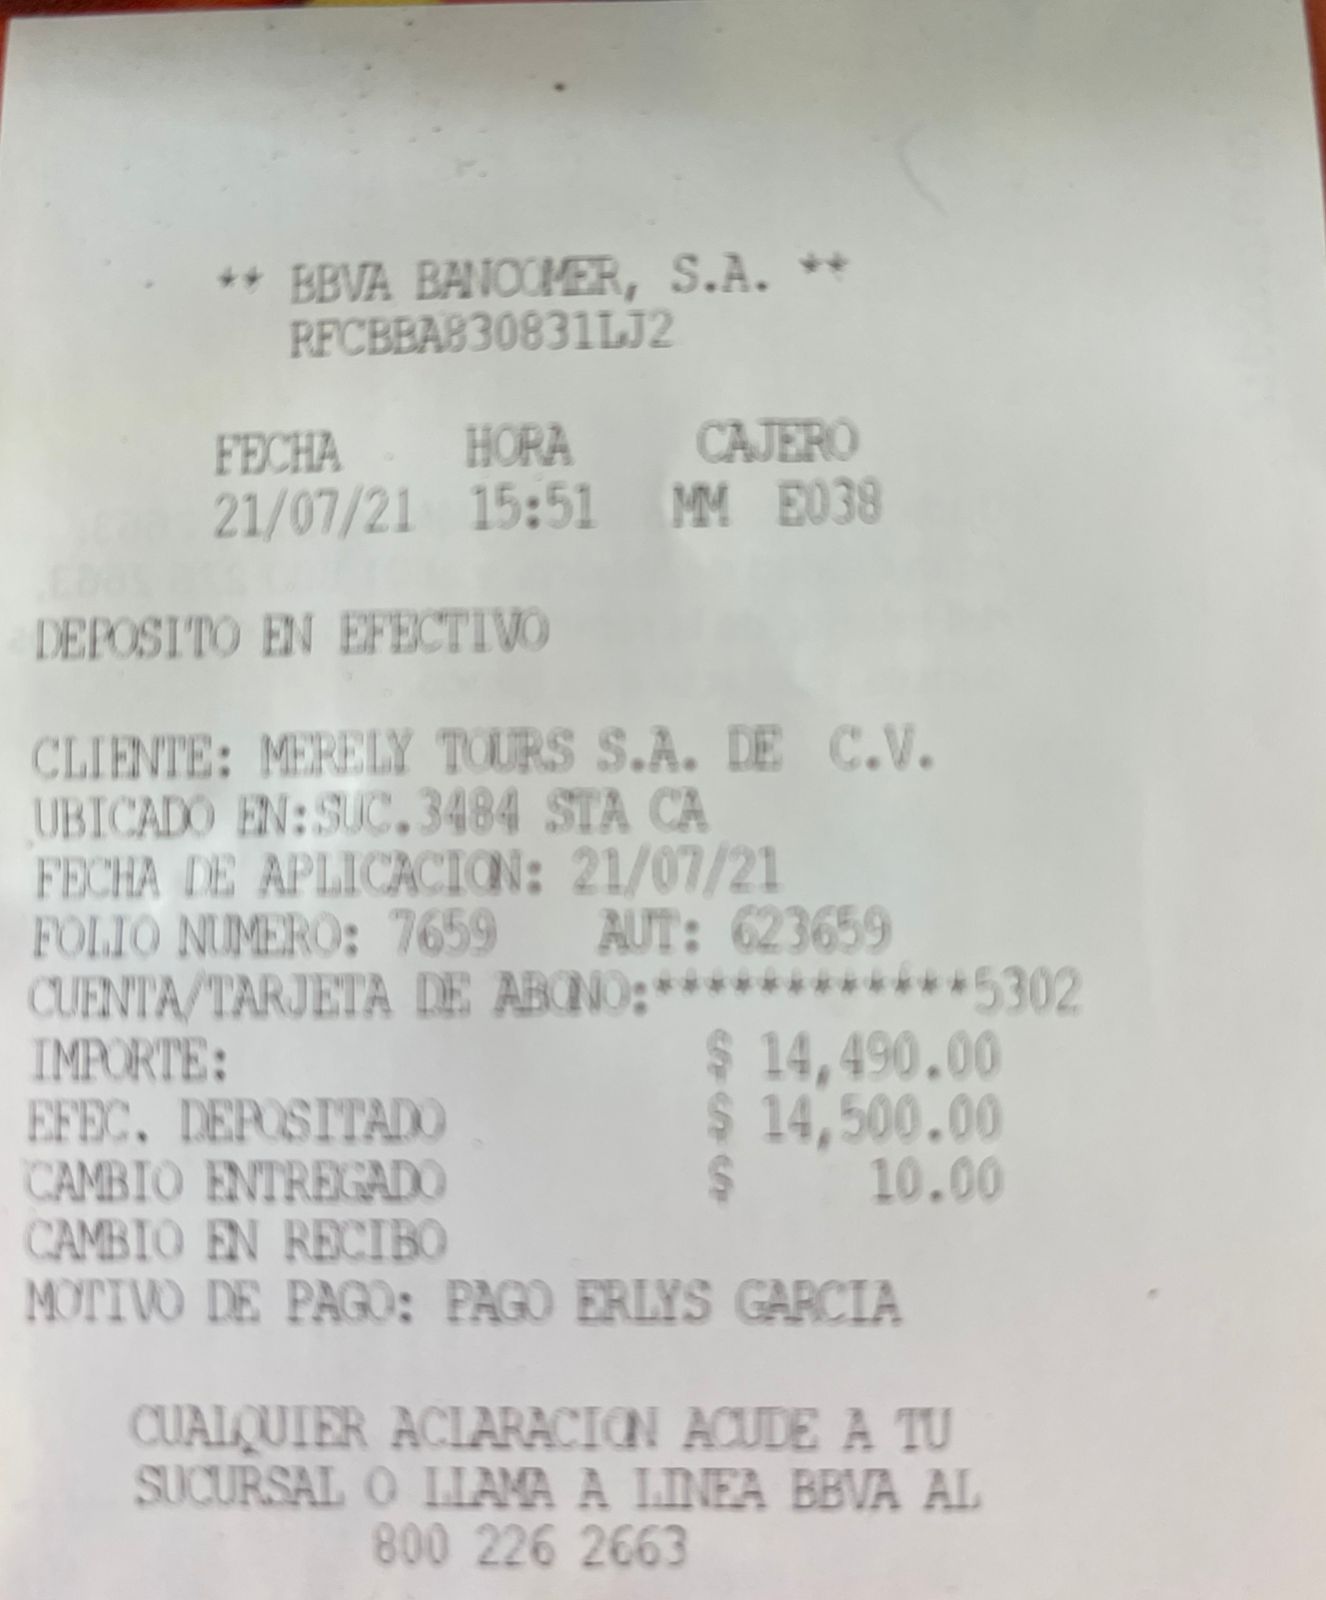 ** BBVA BANCOMER, S.A. **
RFCBBA830831LJ2
FECHA HORA CAJERO
21/07/21 15:51 MM E038
DEPOSITO EN EFECTIVO
CLIENTE: MERELY TOURS S.A. DE C.V.
UBICADO EN:SUC.3484 STA CA
FECHA DE APLICACION: 21/07/21
FOLIO NUMERO: 7659 AUT: 623659
CUENTA/TARJETA DE ABONO:************5302
IMPORTE: $ 14,490.00
EFEC. DEPOSITADO $ 14,500.00
CAMBIO ENTREGADO $ 10.00
CAMBIO EN RECIBO
MOTIVO DE PAGO: PAGO ERLYS GARCIA
CUALQUIER ACLARACION ACUDE A TU
SUCURSAL O LLAMA A LINEA BBVA AL
800 226 2663